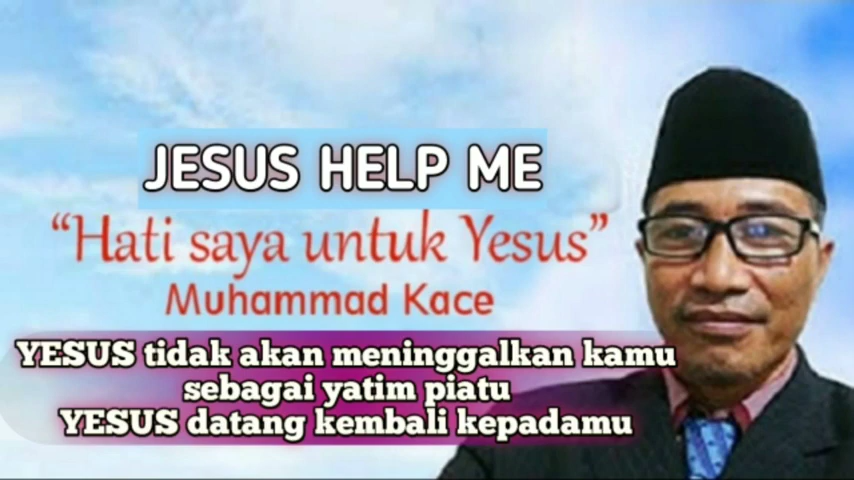 JESUS HELP ME
“Hati saya untuk Yesus”
Muhammad Kace
YESUS tidak akan meninggalkan kamu
sebagai yatim piatu
YESUS datang kembali kepadamu